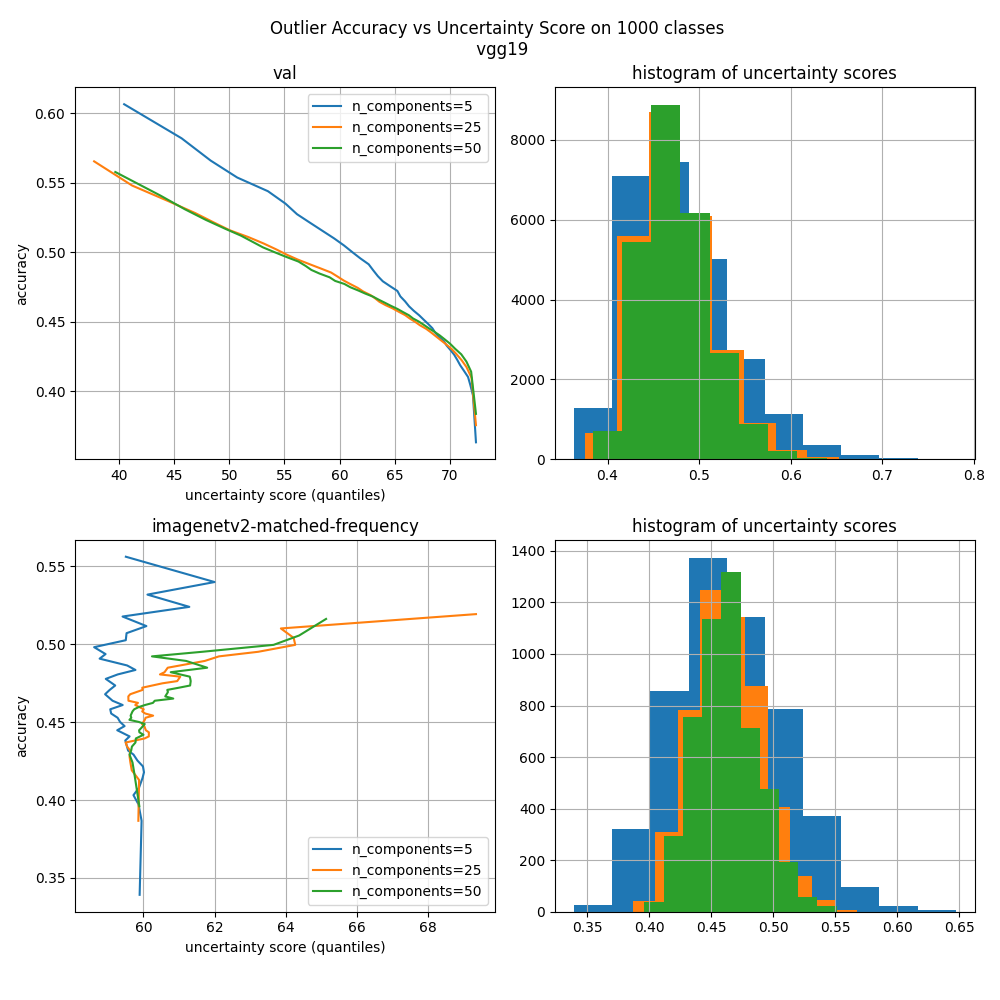 Outlier Accuracy vs Uncertainty Score on 1000 classes
vgg19
val
0.60
0.55
0.50
0.45
0.40
accuracy
n_components=5
n_components=25
n_components=50
40 45 50 55 60 65 70
uncertainty score (quantiles)
histogram of uncertainty scores
8000
6000
4000
2000
0
0.4 0.5 0.6 0.7 0.8
imagenetv2-matched-frequency
0.55
0.50
0.45
0.40
0.35
accuracy
n_components=5
n_components=25
n_components=50
60 62 64 66 68
uncertainty score (quantiles)
histogram of uncertainty scores
1400
1200
1000
800
600
400
200
0
0.35 0.40 0.45 0.50 0.55 0.60 0.65